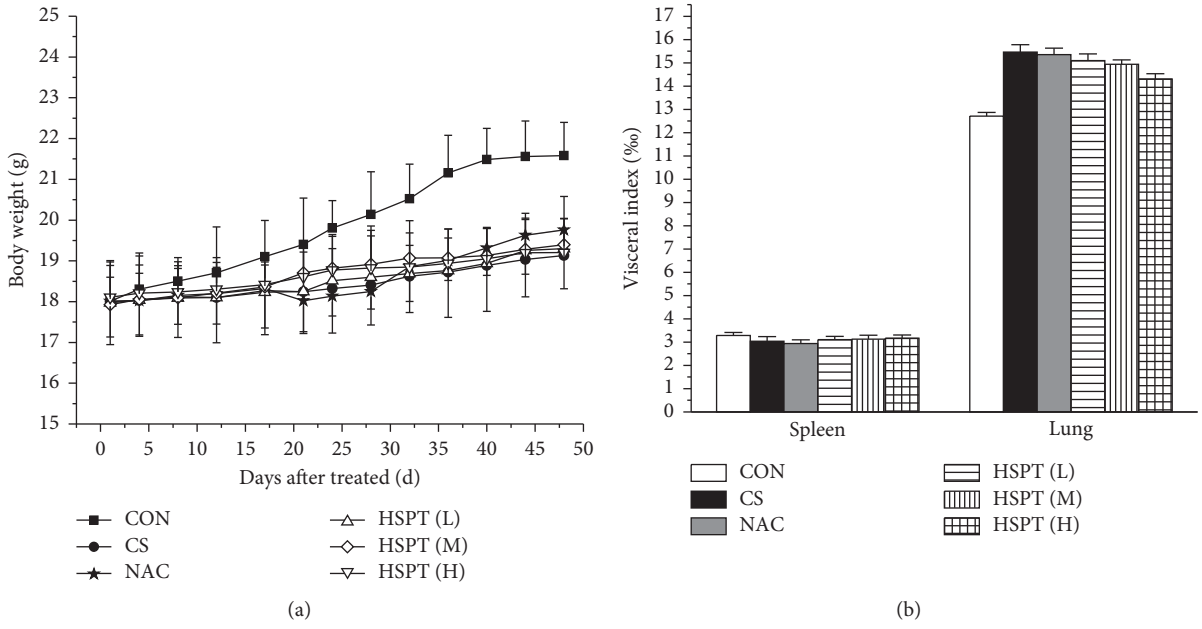 25
24
23
22
21
20
19
18
17
16
15
Body weight (g)
0 5 10 15 20 25 30 35 40 45 50
Days after treated (d)
CON
CS
NAC
HSPT (L)
HSPT (M)
HSPT (H)
(a)
17
16
15
14
13
12
11
10
9
8
7
6
5
4
3
2
1
0
Visceral index (‰)
Spleen Lung
CON
CS
NAC
HSPT (L)
HSPT (M)
HSPT (H)
(b)